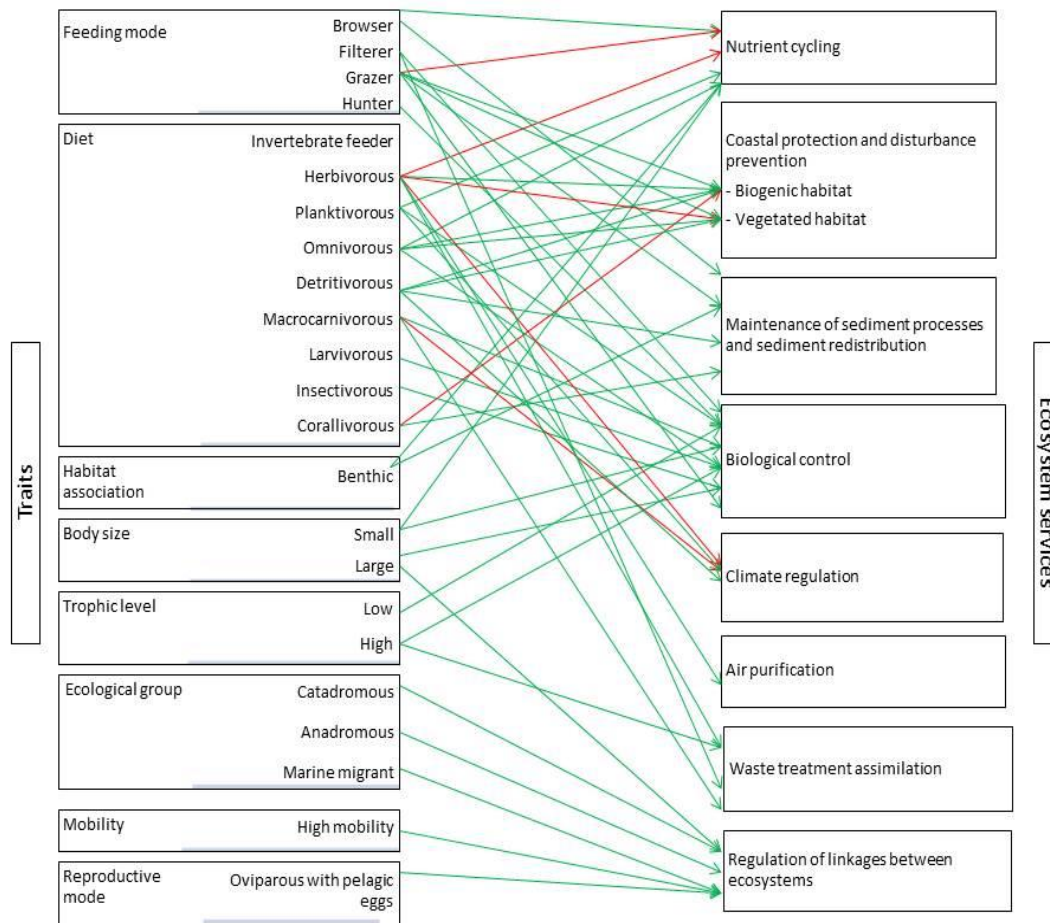 Traits
Feeding mode
Browser
Filterer
Grazer
Hunter
Diet
Invertebrate feeder
Herbivorous
Planktivorous
Omnivorous
Detritivorous
Macrocarnivorous
Larvivorous
Insectivorous
Corallivorous
Habitat
association
Benthic
Body size
Small
Large
Trophic level
Low
High
Ecological group
Catadromous
Anadromous
Marine migrant
Mobility
High mobility
Reproductive
mode
Oviparous with pelagic
eggs
Nutrient cycling
Coastal protection and disturbance
prevention
- Biogenic habitat
- Vegetated habitat
Maintenance of sediment processes
and sediment redistribution
Biological control
Climate regulation
Air purification
Waste treatment assimilation
Regulation of linkages between
ecosystems
Ecosystem services